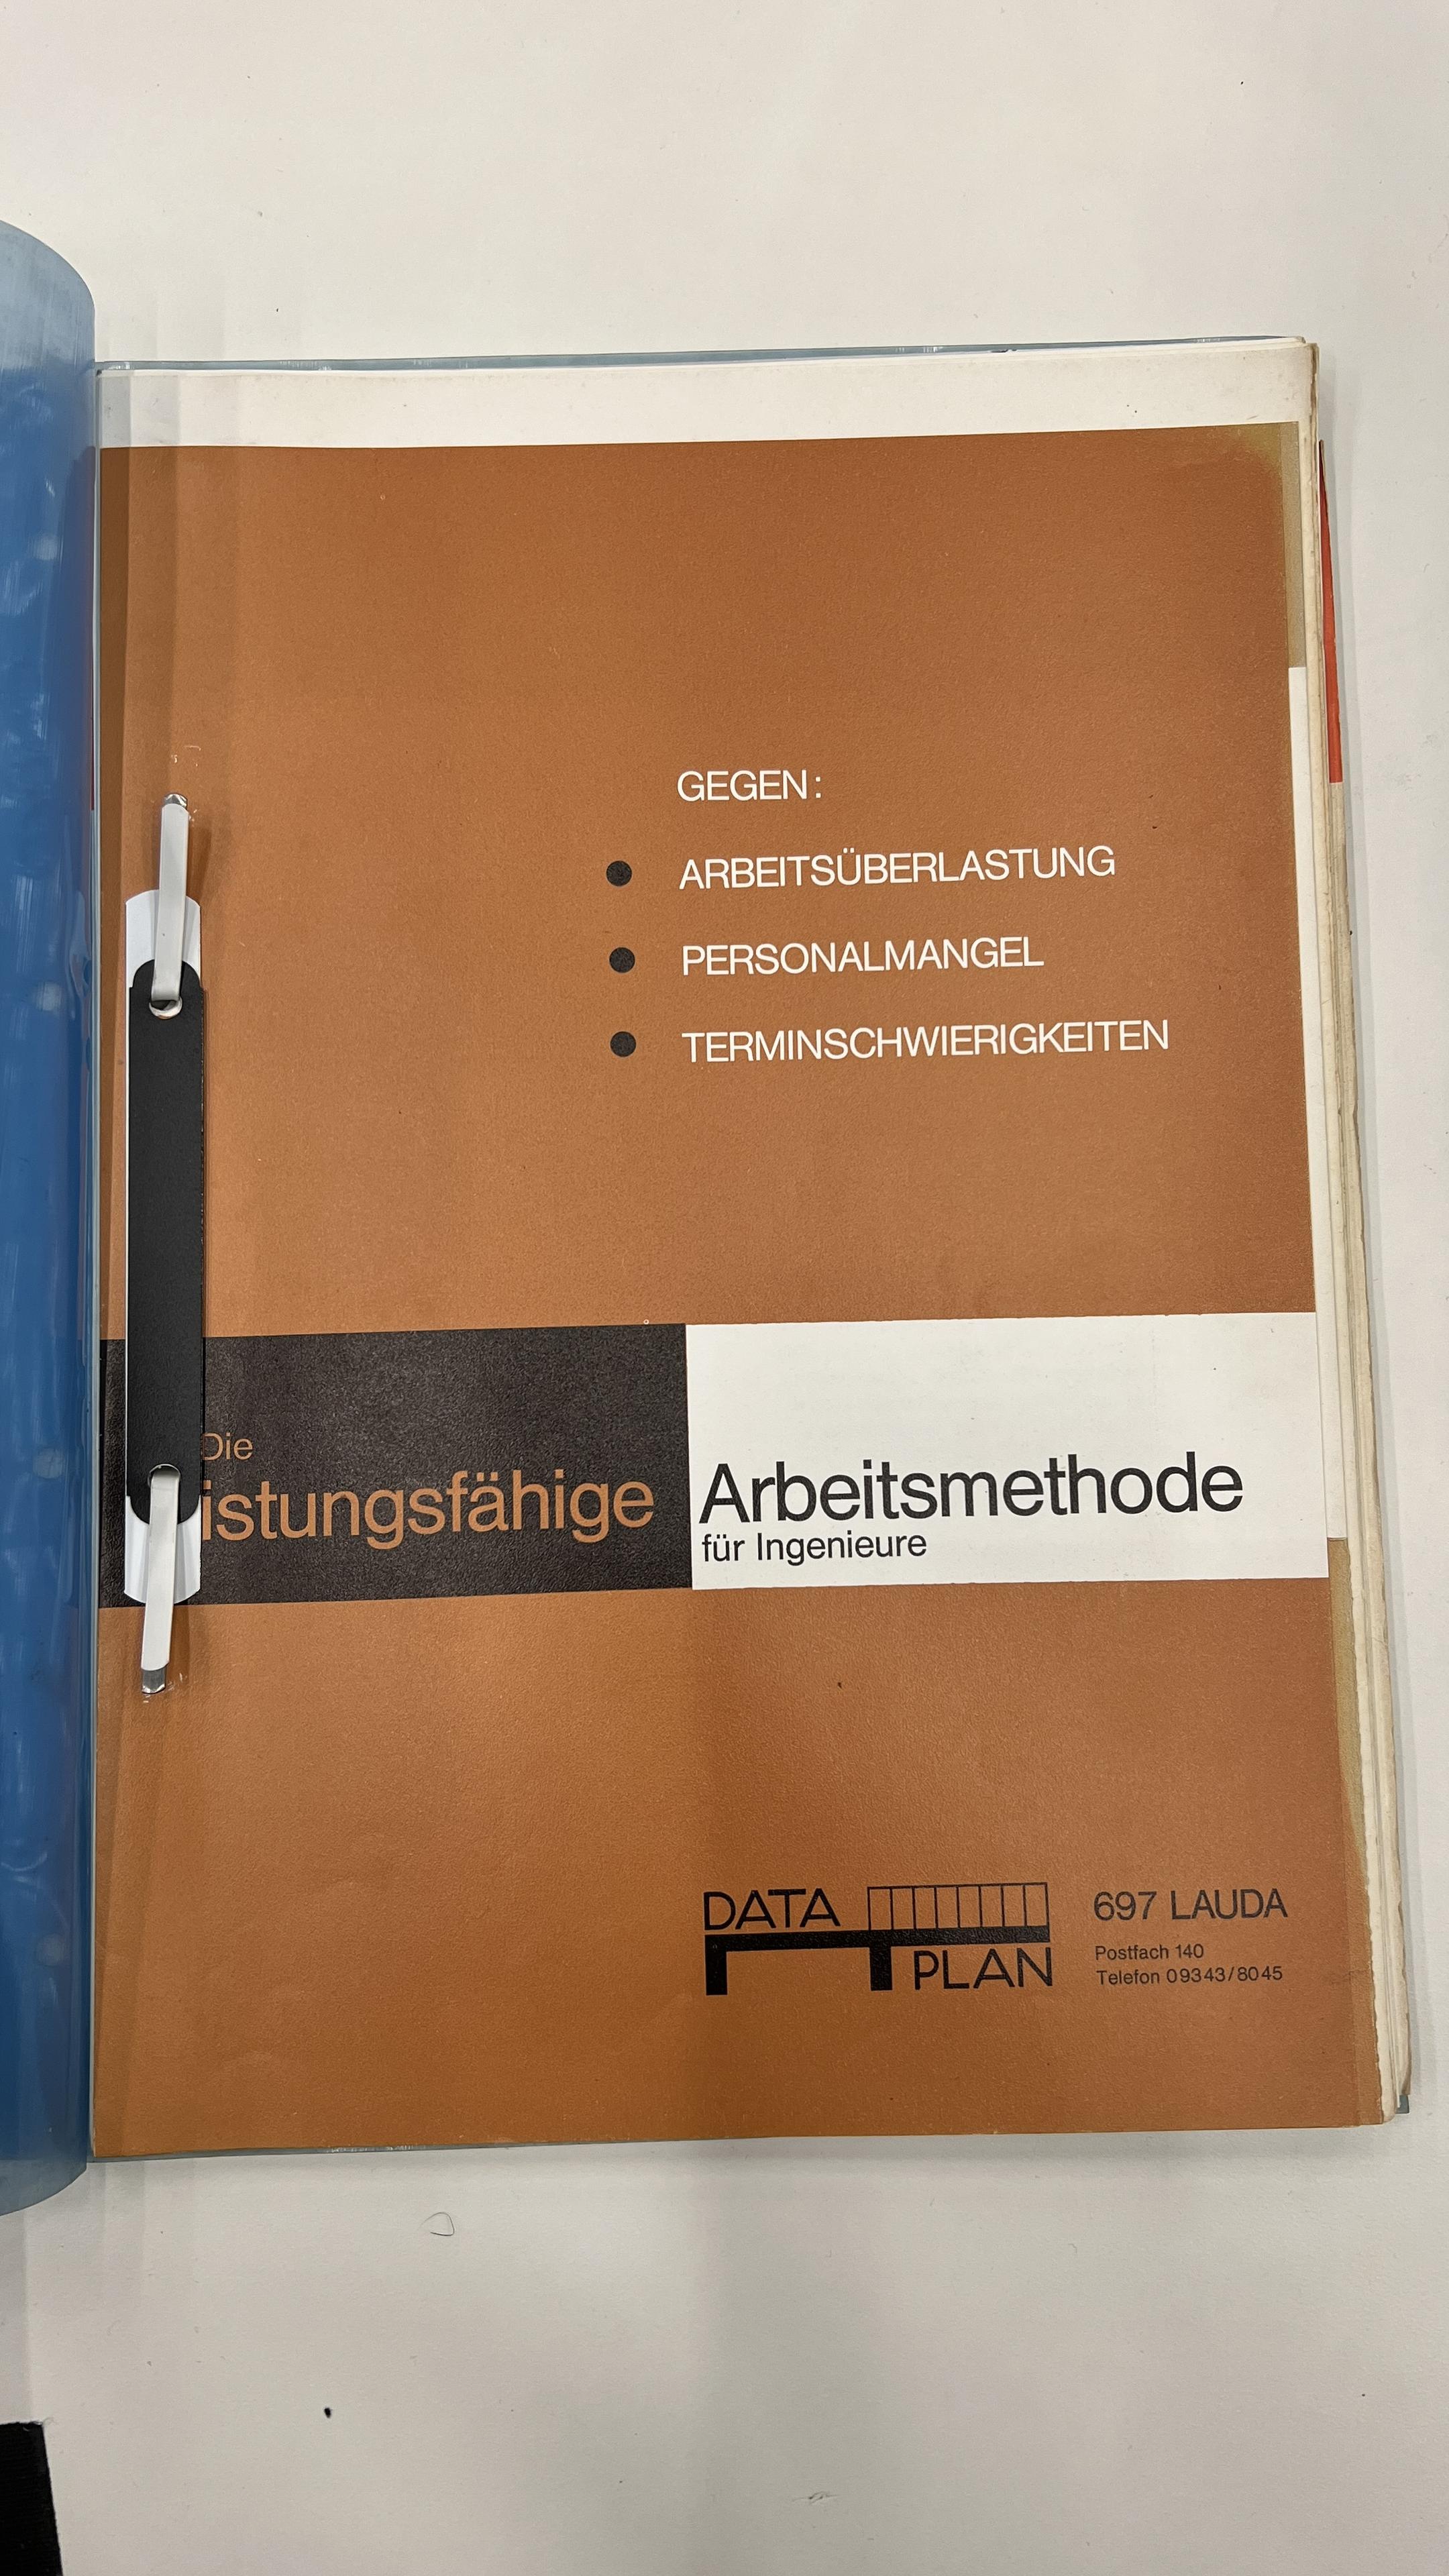 GEGEN:
ARBEITSÜBERLASTUNG
PERSONALMANGEL
TERMINSCHWIERIGKEITEN
Die
istungsfähige Arbeitsmethode
für Ingenieure
DATA PLAN
697 LAUDA
Postfach 140
Telefon 09343/8045